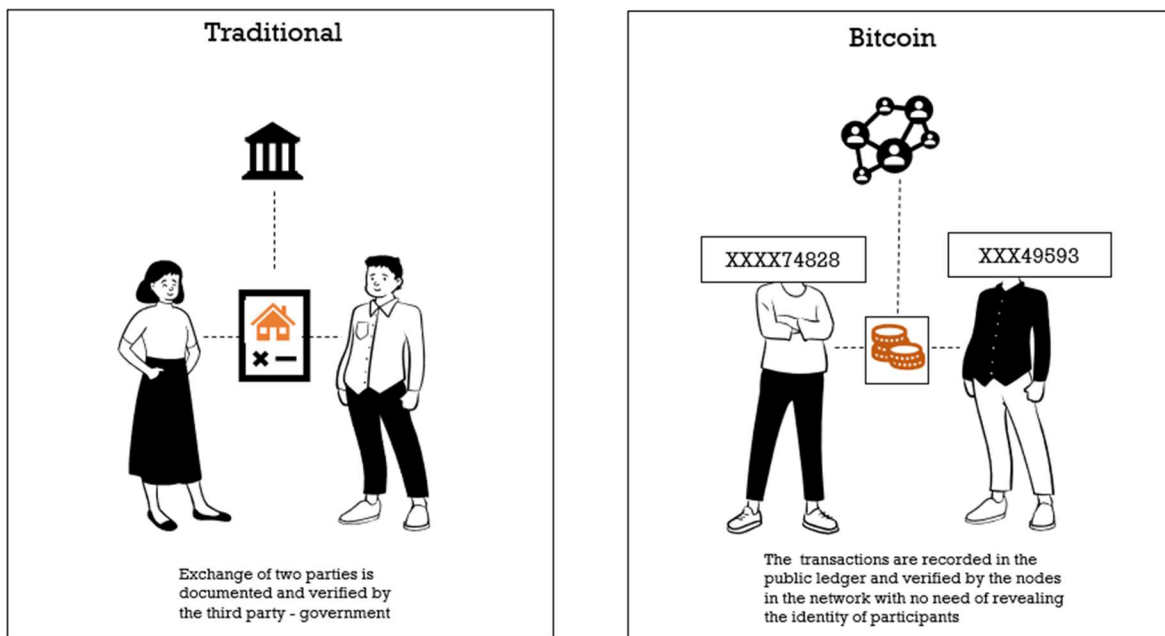 Traditional
Exchange of two parties is
documented and verified by
the third party - government
Bitcoin
XXXX74828
XXX49593
The transactions are recorded in the
public ledger and verified by the nodes
in the network with no need of revealing
the identity of participants